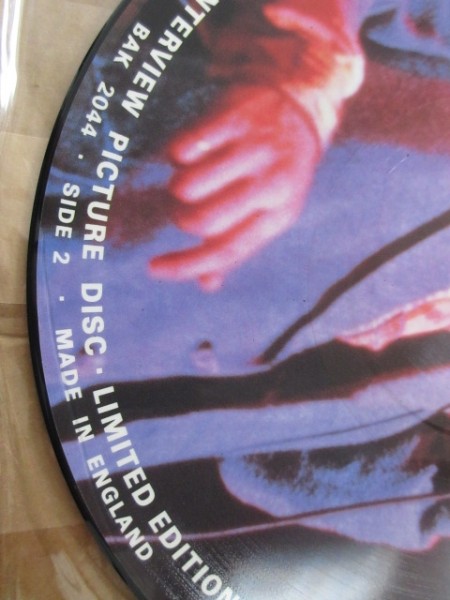 NTERVIEW PICTURE DISC · LIMITED EDITION
BAK 2044 · SIDE 2 · MADE IN ENGLAND